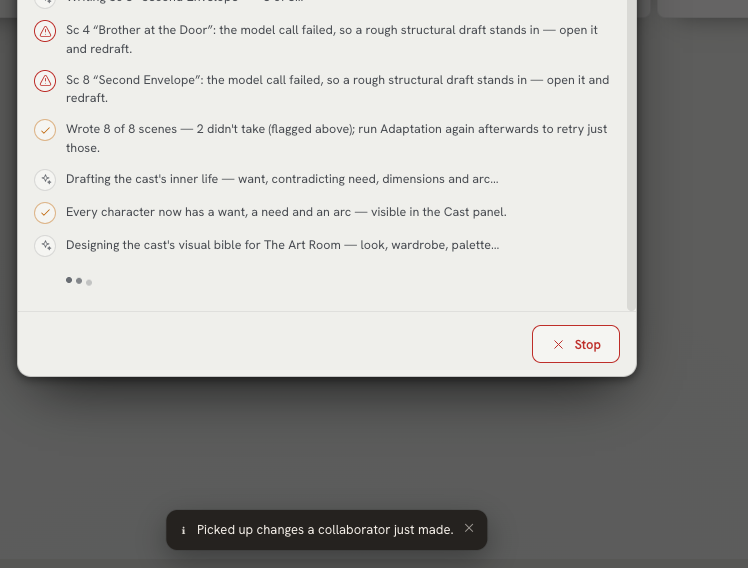 Sc 4 “Brother at the Door”: the model call failed, so a rough structural draft stands in — open it
and redraft.
Sc 8 “Second Envelope”: the model call failed, so a rough structural draft stands in — open it and
redraft.
Wrote 8 of 8 scenes — 2 didn't take (flagged above); run Adaptation again afterwards to retry just
those.
Drafting the cast's inner life — want, contradicting need, dimensions and arc…
Every character now has a want, a need and an arc — visible in the Cast panel.
Designing the cast's visual bible for The Art Room — look, wardrobe, palette…
Stop
Picked up changes a collaborator just made.